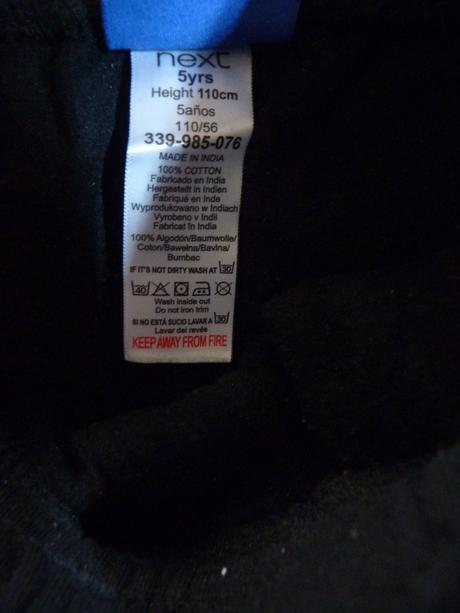 next
5yrs
Height 110cm
5años
110/56
339-985-076
MADE IN INDIA
100% COTTON
Fabricado en India
Hergestellt in Indien
Fabriqué en Inde
Wyprodukowano w Indiach
Vyrobeno v Indii
Fabricat în India
100% Algodón/Baumwolle/
Coton/Bawełna/Bavlna/
Bumbac
IF IT'S NOT DIRTY WASH AT 30
40
Wash inside out
Do not iron trim
SI NO ESTÁ SUCIO LAVAR A 30
Lavar del revés
KEEP AWAY FROM FIRE